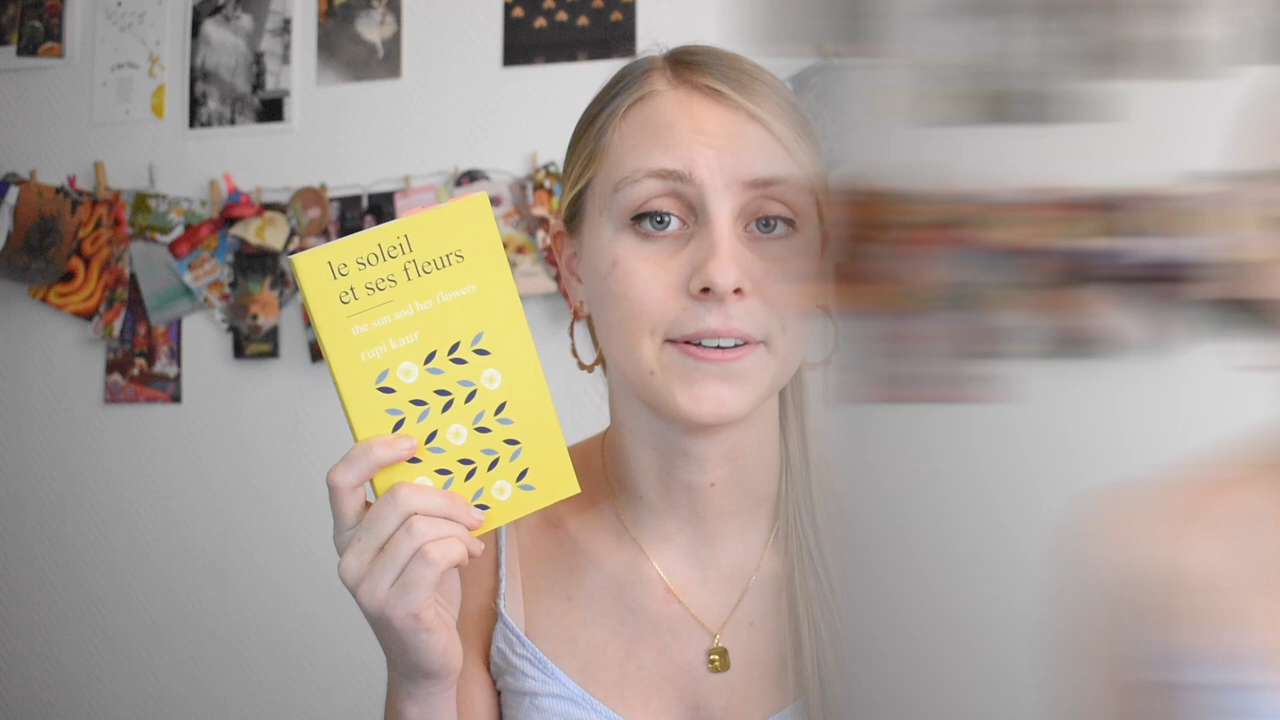 le soleil
et ses fleurs
the sun and her flowers
rupi kaur